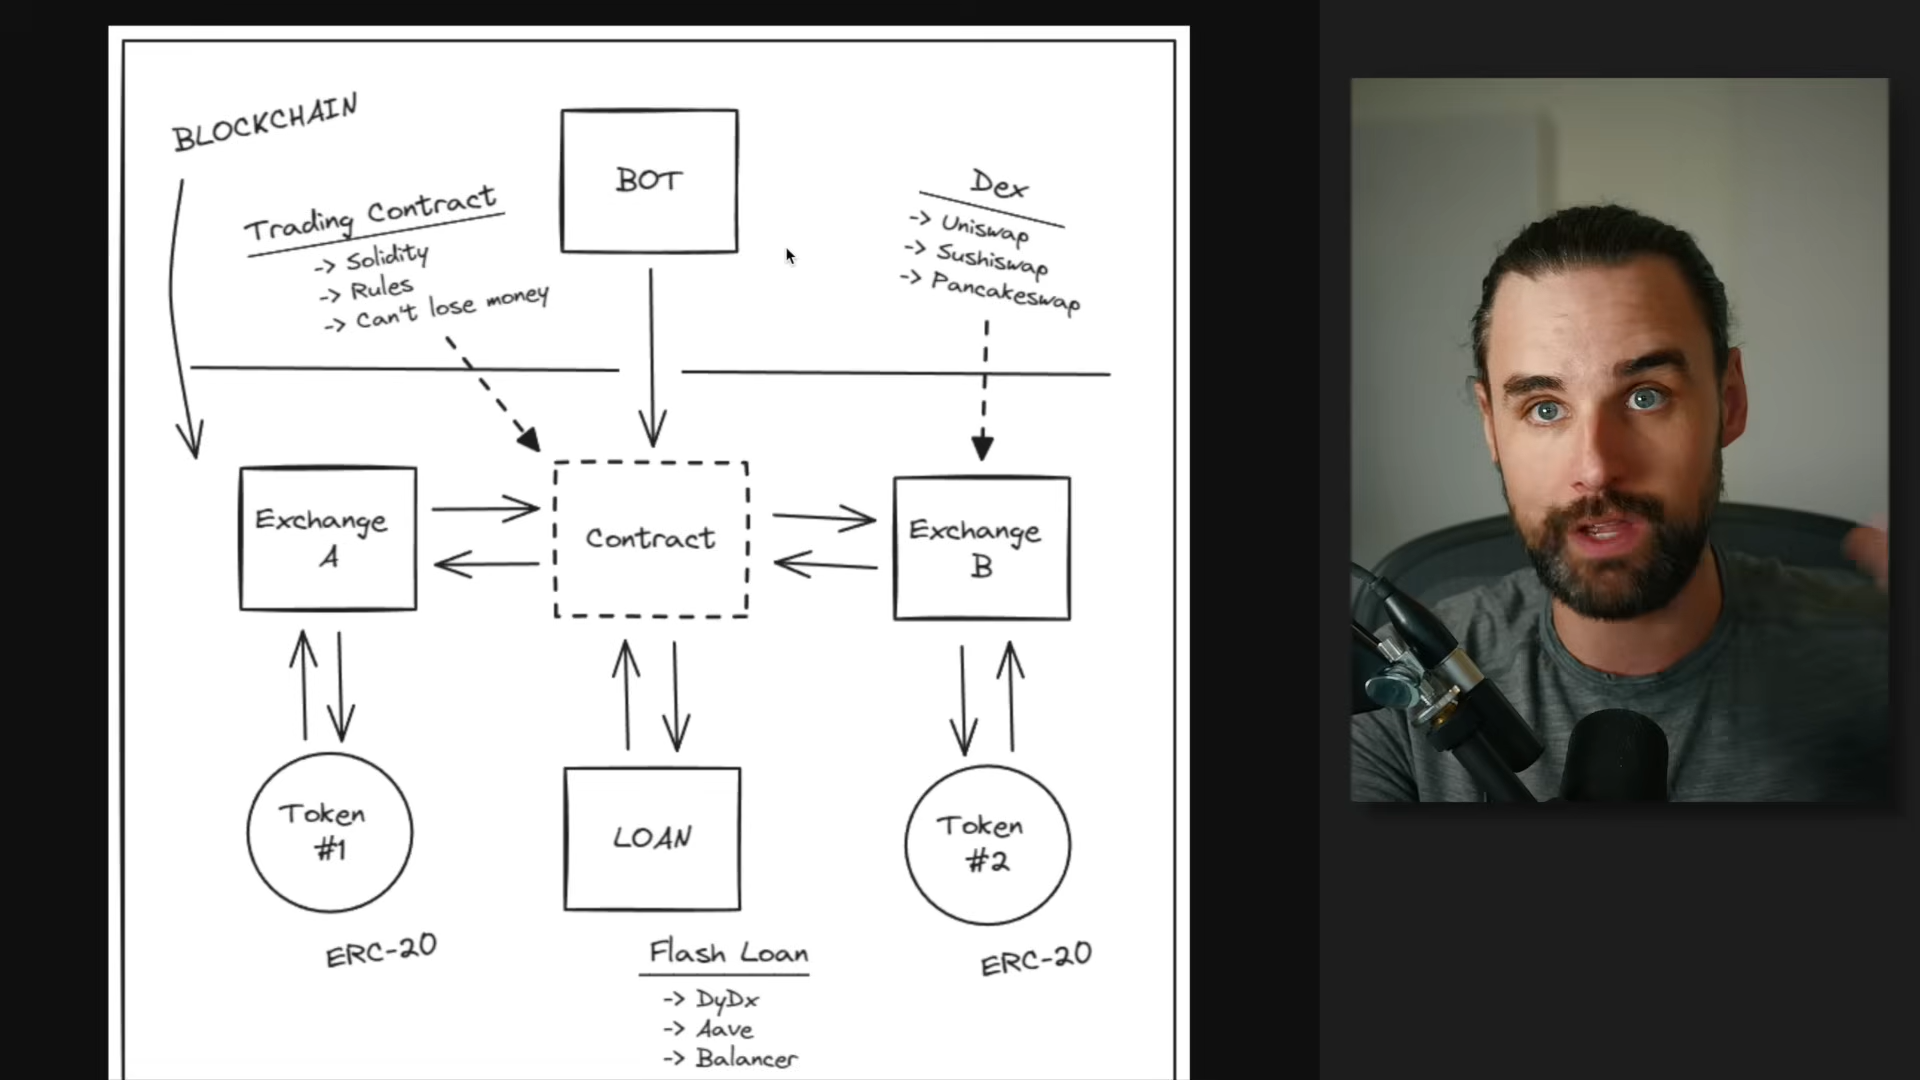 BLOCKCHAIN
Trading Contract
-> Solidity
-> Rules
-> Can't lose money
BOT
Dex
-> Uniswap
-> Sushiswap
-> Pancakeswap
Exchange
A
Contract
Exchange
B
Token
#1
LOAN
Token
#2
ERC-20
Flash Loan
-> DyDx
-> Aave
-> Balancer
ERC-20